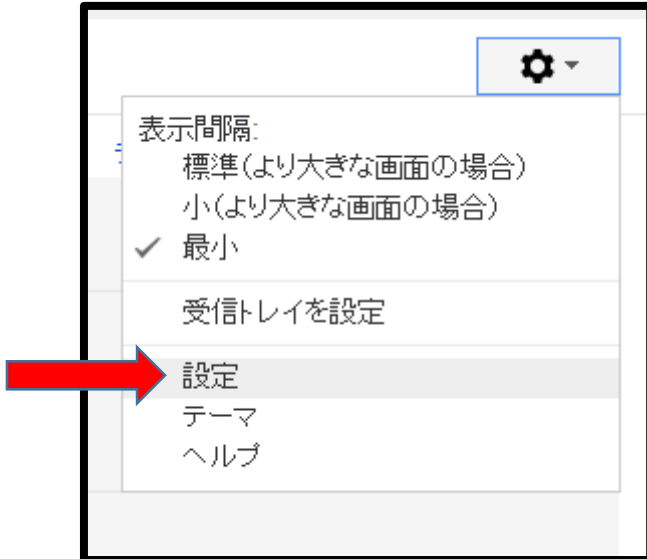 表示間隔:
標準(より大きな画面の場合)
小(より大きな画面の場合)
最小
受信トレイを設定
設定
テーマ
ヘルプ